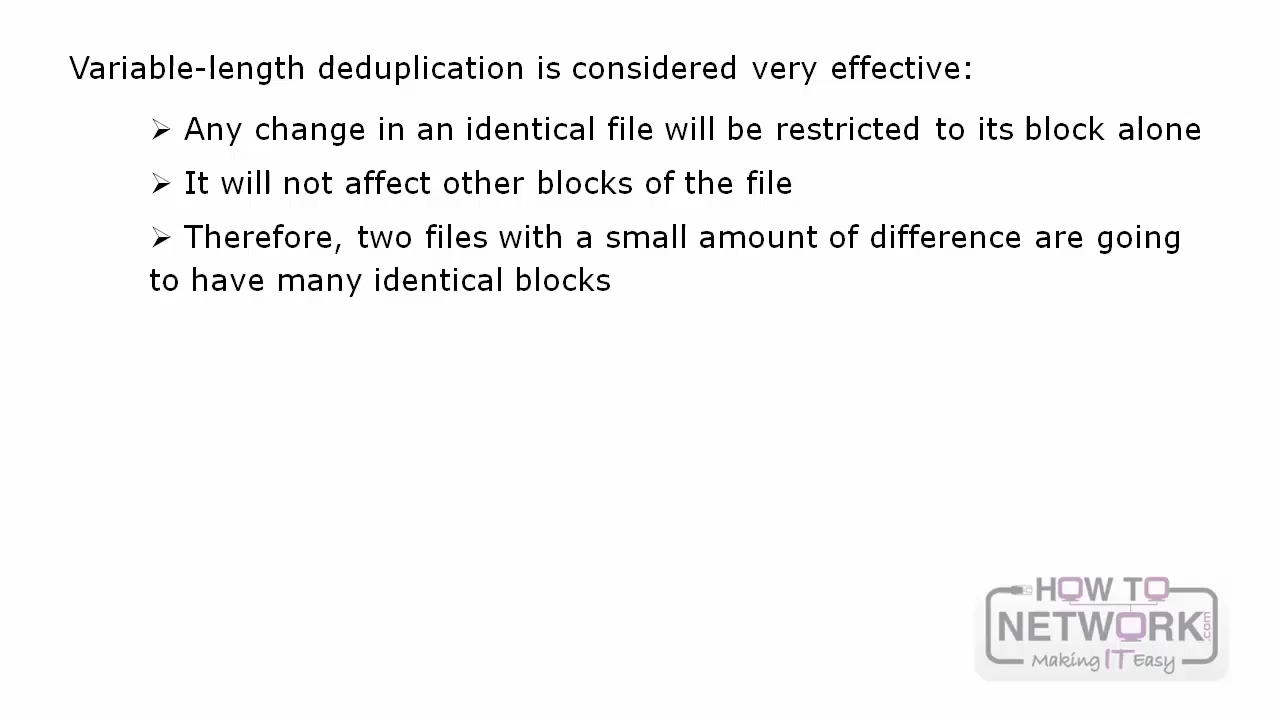 Variable-length deduplication is considered very effective:
➢ Any change in an identical file will be restricted to its block alone
➢ It will not affect other blocks of the file
➢ Therefore, two files with a small amount of difference are going
to have many identical blocks
HOW TO
NETWORK.com
Making IT Easy